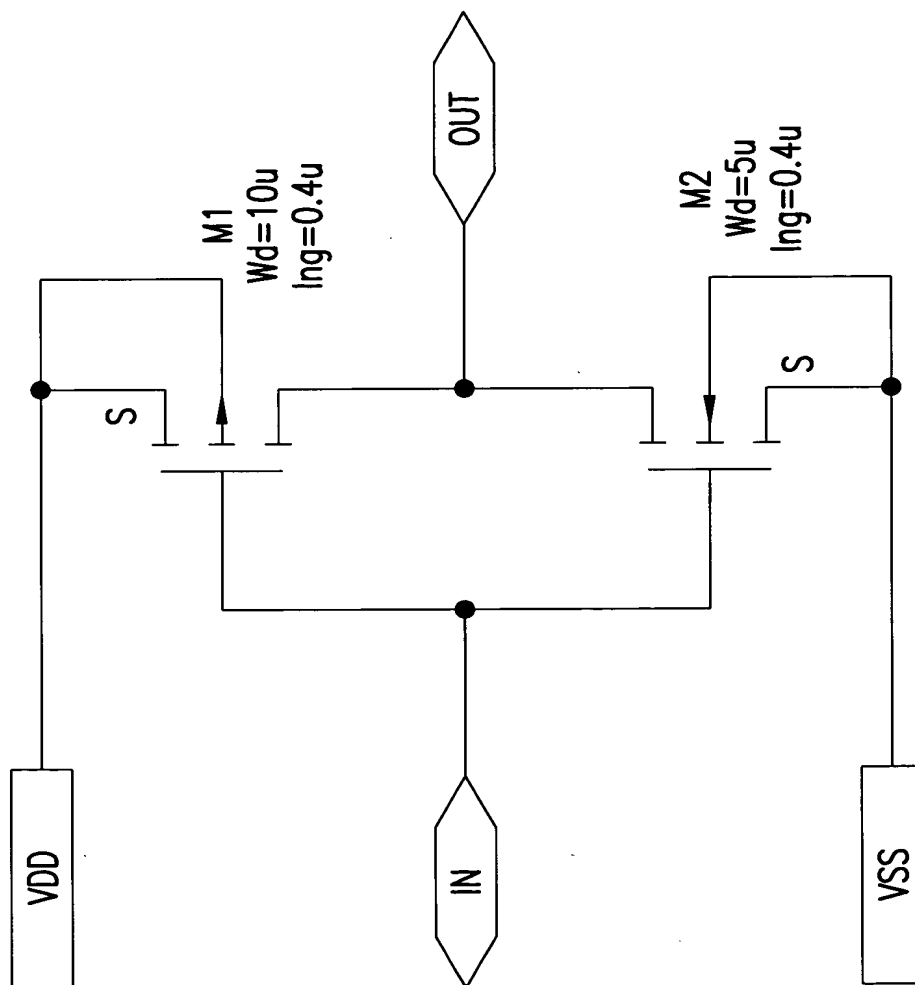 VDD
IN
VSS
S
S
M1
Wd=10u
lng=0.4u
OUT
M2
Wd=5u
lng=0.4u